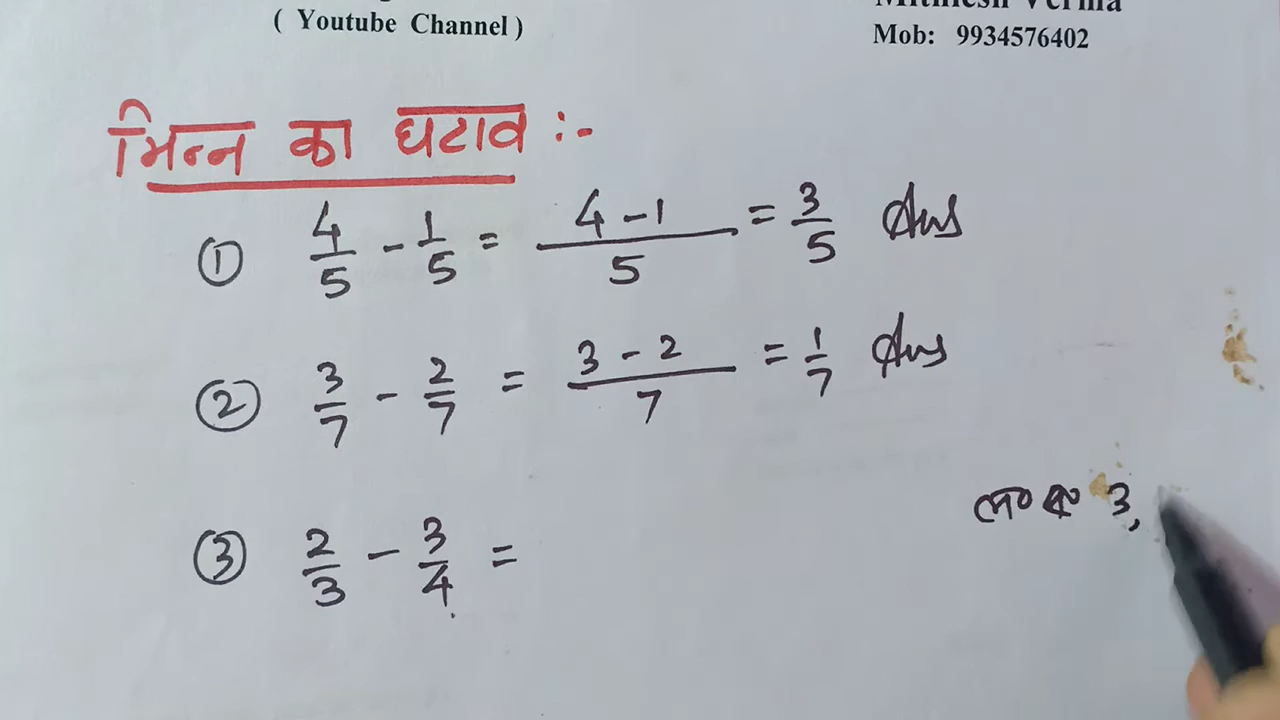 ( Youtube Channel )
Verma
Mob: 9934576402
भिन्न का घटाव :-
① 4/5 - 1/5 = 4-1/5 = 3/5 Ans
② 3/7 - 2/7 = 3-2/7 = 1/7 Ans
ल० स० 3,
③ 2/3 - 3/4 =